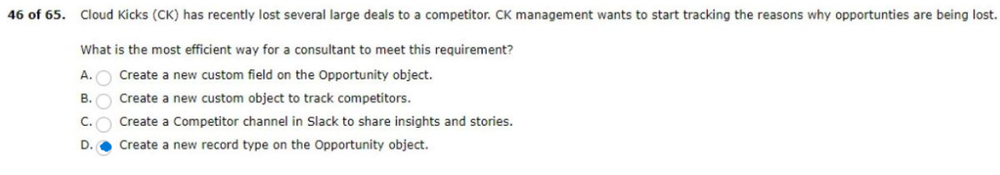 46 of 65. Cloud Kicks (CK) has recently lost several large deals to a competitor. CK management wants to start tracking the reasons why opportunties are being lost.
What is the most efficient way for a consultant to meet this requirement?
A. Create a new custom field on the Opportunity object.
B. Create a new custom object to track competitors.
C. Create a Competitor channel in Slack to share insights and stories.
D. Create a new record type on the Opportunity object.